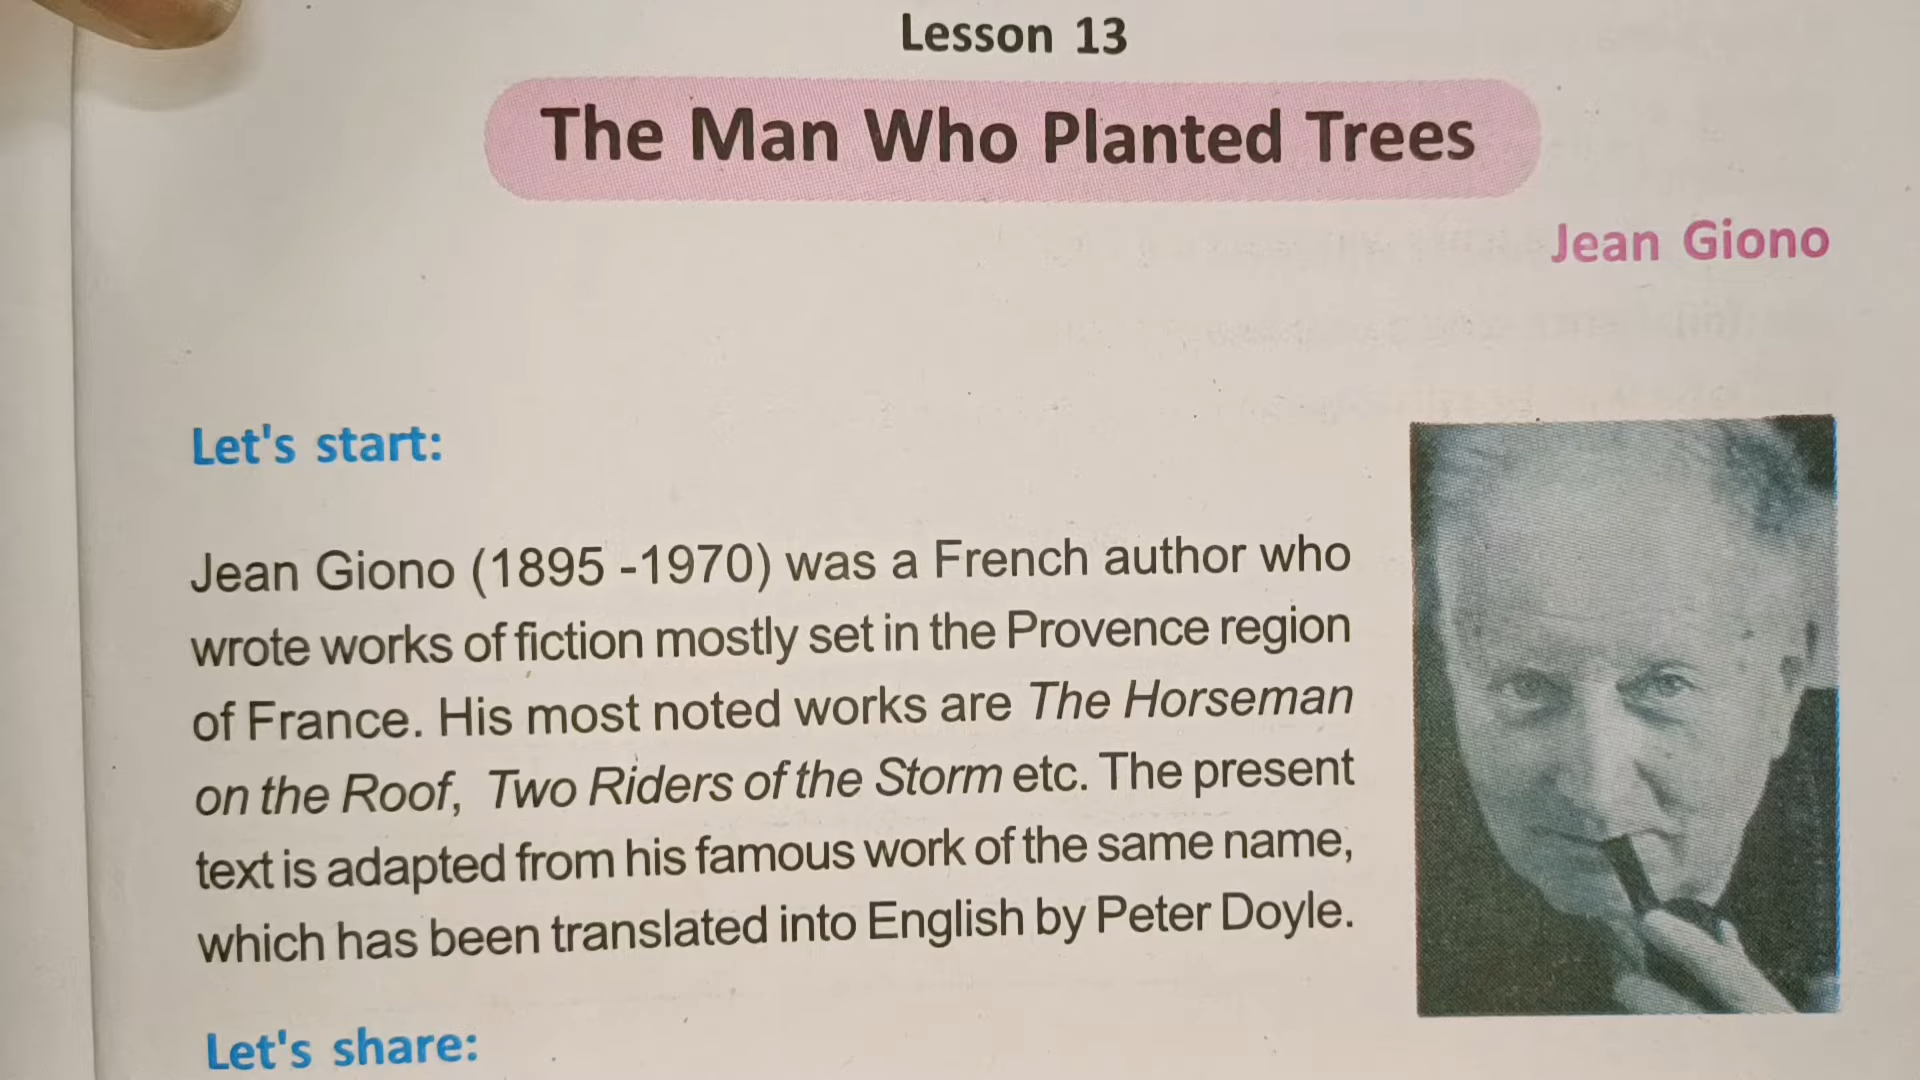 Lesson 13
The Man Who Planted Trees
Jean Giono
Let's start:
Jean Giono (1895 -1970) was a French author who
wrote works of fiction mostly set in the Provence region
of France. His most noted works are The Horseman
on the Roof, Two Riders of the Storm etc. The present
text is adapted from his famous work of the same name,
which has been translated into English by Peter Doyle.
Let's share: